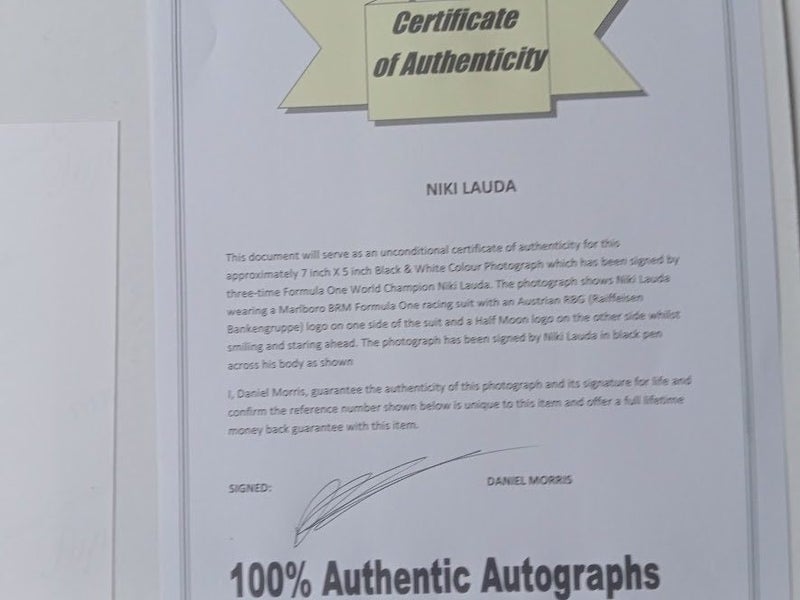 Certificate
of Authenticity
NIKI LAUDA
This document will serve as an unconditional certificate of authenticity for this
approximately 7 inch X 5 inch Black & White Colour Photograph which has been signed by
three-time Formula One World Champion Niki Lauda. The photograph shows Niki Lauda
wearing a Marlboro BRM Formula One racing suit with an Austrian RBG (Raiffeisen
Bankengruppe) logo on one side of the suit and a Half Moon logo on the other side whilst
smiling and staring ahead. The photograph has been signed by Niki Lauda in black pen
across his body as shown
I, Daniel Morris, guarantee the authenticity of this photograph and its signature for life and
confirm the reference number shown below is unique to this item and offer a full lifetime
money back guarantee with this item.
SIGNED:
DANIEL MORRIS
100% Authentic Autographs